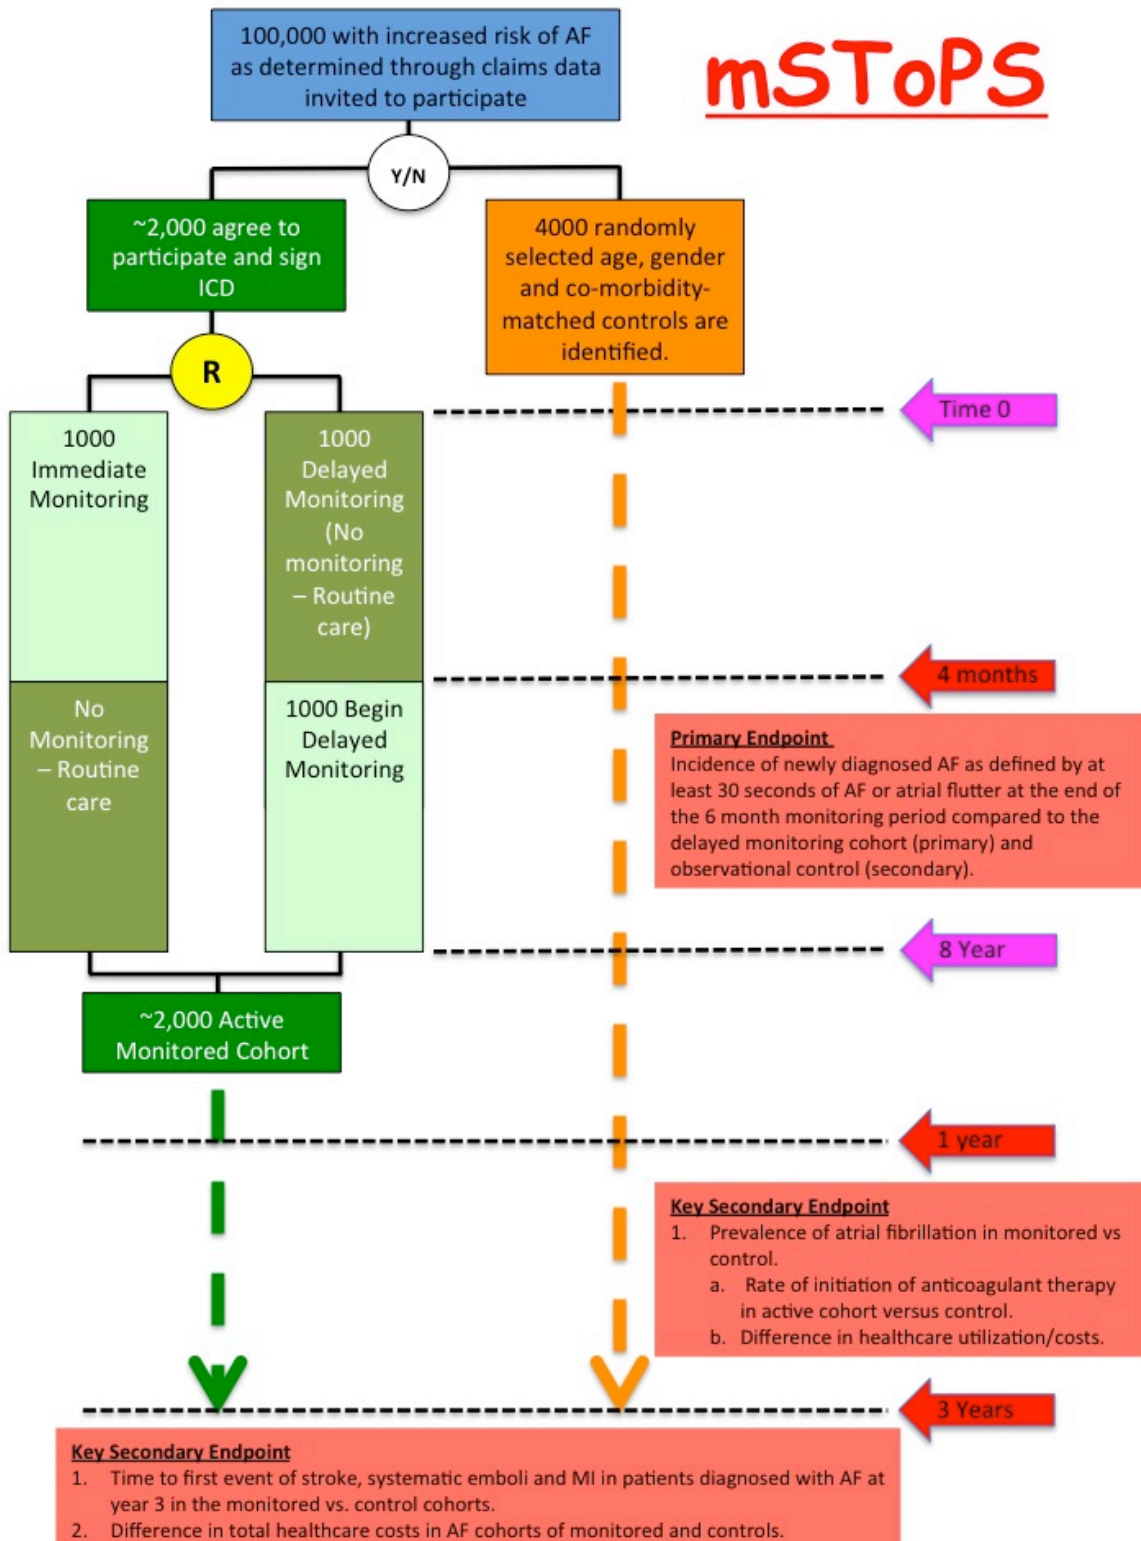 100,000 with increased risk of AF
as determined through claims data
invited to participate
mSToPS
Y/N
~2,000 agree to
participate and sign
ICD
4000 randomly
selected age, gender
and co-morbidity-
matched controls are
identified.
R
Time 0
1000
Immediate
Monitoring
1000
Delayed
Monitoring
(No
monitoring
– Routine
care)
4 months
No
Monitoring
– Routine
care
1000 Begin
Delayed
Monitoring
Primary Endpoint
Incidence of newly diagnosed AF as defined by at
least 30 seconds of AF or atrial flutter at the end of
the 6 month monitoring period compared to the
delayed monitoring cohort (primary) and
observational control (secondary).
8 Year
~2,000 Active
Monitored Cohort
1 year
Key Secondary Endpoint
1. Prevalence of atrial fibrillation in monitored vs
control.
a. Rate of initiation of anticoagulant therapy
in active cohort versus control.
b. Difference in healthcare utilization/costs.
3 Years
Key Secondary Endpoint
1. Time to first event of stroke, systematic emboli and MI in patients diagnosed with AF at
year 3 in the monitored vs. control cohorts.
2. Difference in total healthcare costs in AF cohorts of monitored and controls.